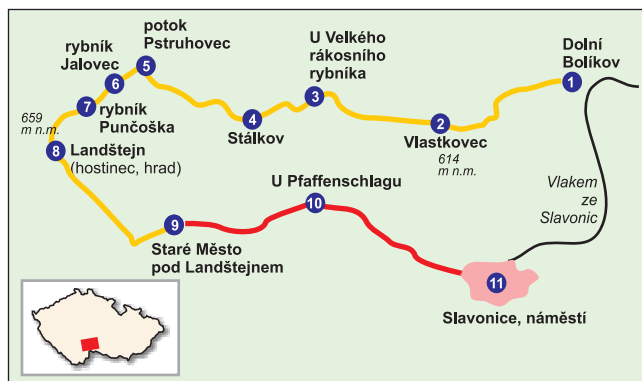 Dolní
Bolíkov
1
Vlastkovec
614
m n.m.
2
U Velkého
rákosního
rybníka
3
Stálkov
4
potok
Pstruhovec
5
rybník
Jalovec
6
rybník
Punčoška
7
659
m n.m.
8
Landštejn
(hostinec, hrad)
9
Staré Město
pod Landštejnem
U Pfaffenschlagu
10
11
Slavonice, náměstí
Vlakem
ze
Slavonic